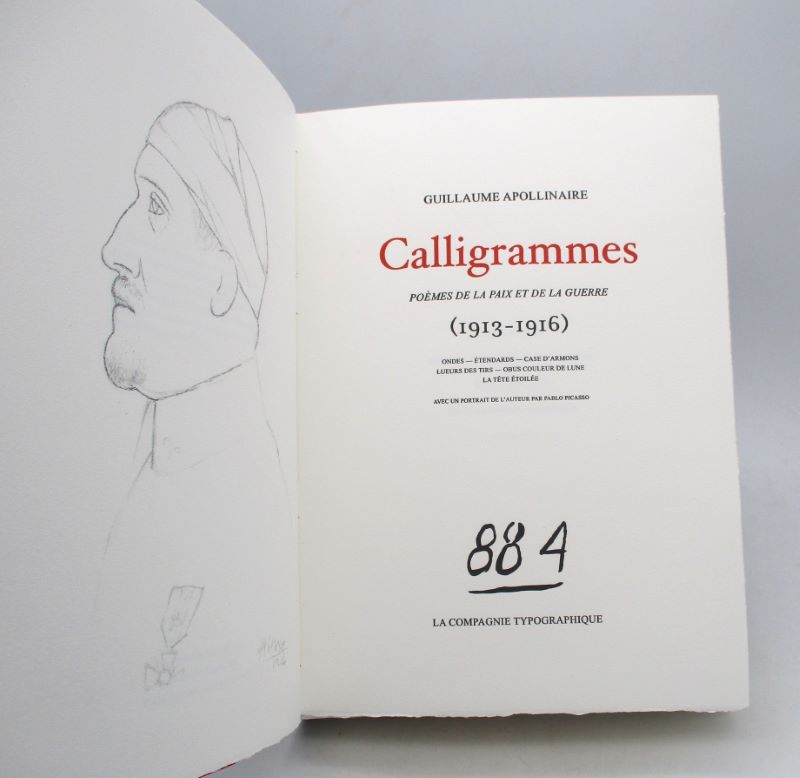 GUILLAUME APOLLINAIRE
Calligrammes
POÈMES DE LA PAIX ET DE LA GUERRE
(1913-1916)
ONDES — ÉTENDARDS — CASE D'ARMONS
LUEURS DES TIRS — OBUS COULEUR DE LUNE
LA TÊTE ÉTOILÉE
AVEC UN PORTRAIT DE L'AUTEUR PAR PABLO PICASSO
884
LA COMPAGNIE TYPOGRAPHIQUE